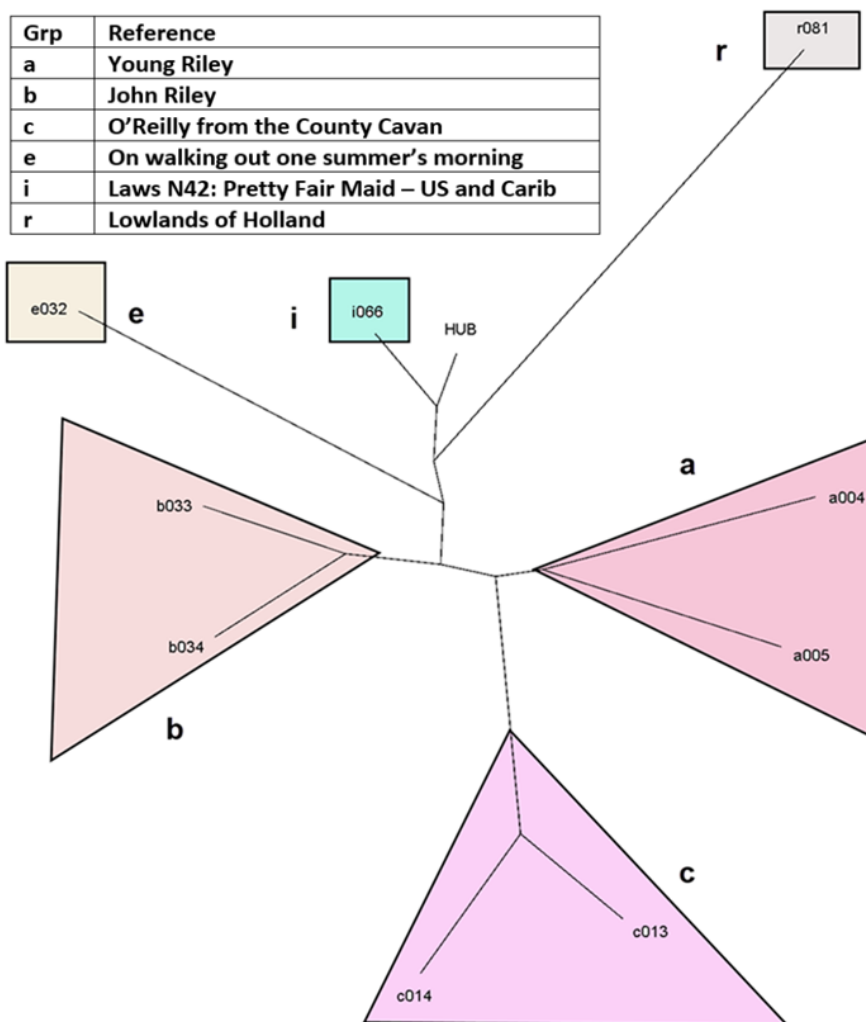 Grp Reference
a Young Riley
b John Riley
c O’Reilly from the County Cavan
e On walking out one summer’s morning
i Laws N42: Pretty Fair Maid – US and Carib
r Lowlands of Holland
r081
r
e032
e
i
i066
HUB
a
b033
a004
b034
a005
b
c
c013
c014